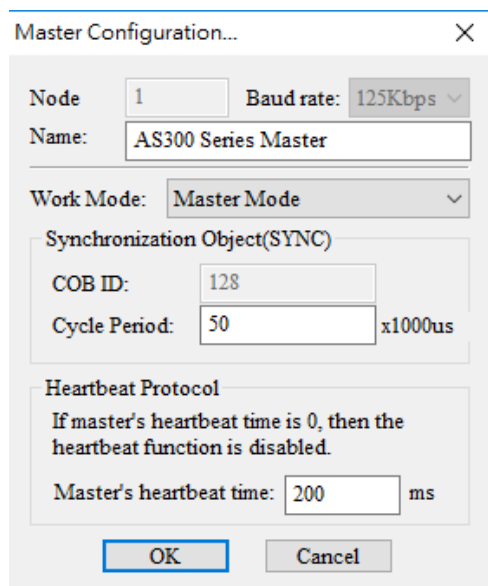 Master Configuration...
Node 1 Baud rate: 125Kbps
Name: AS300 Series Master
Work Mode: Master Mode
Synchronization Object(SYNC)
COB ID: 128
Cycle Period: 50 x1000us
Heartbeat Protocol
If master's heartbeat time is 0, then the
heartbeat function is disabled.
Master's heartbeat time: 200 ms
OK Cancel